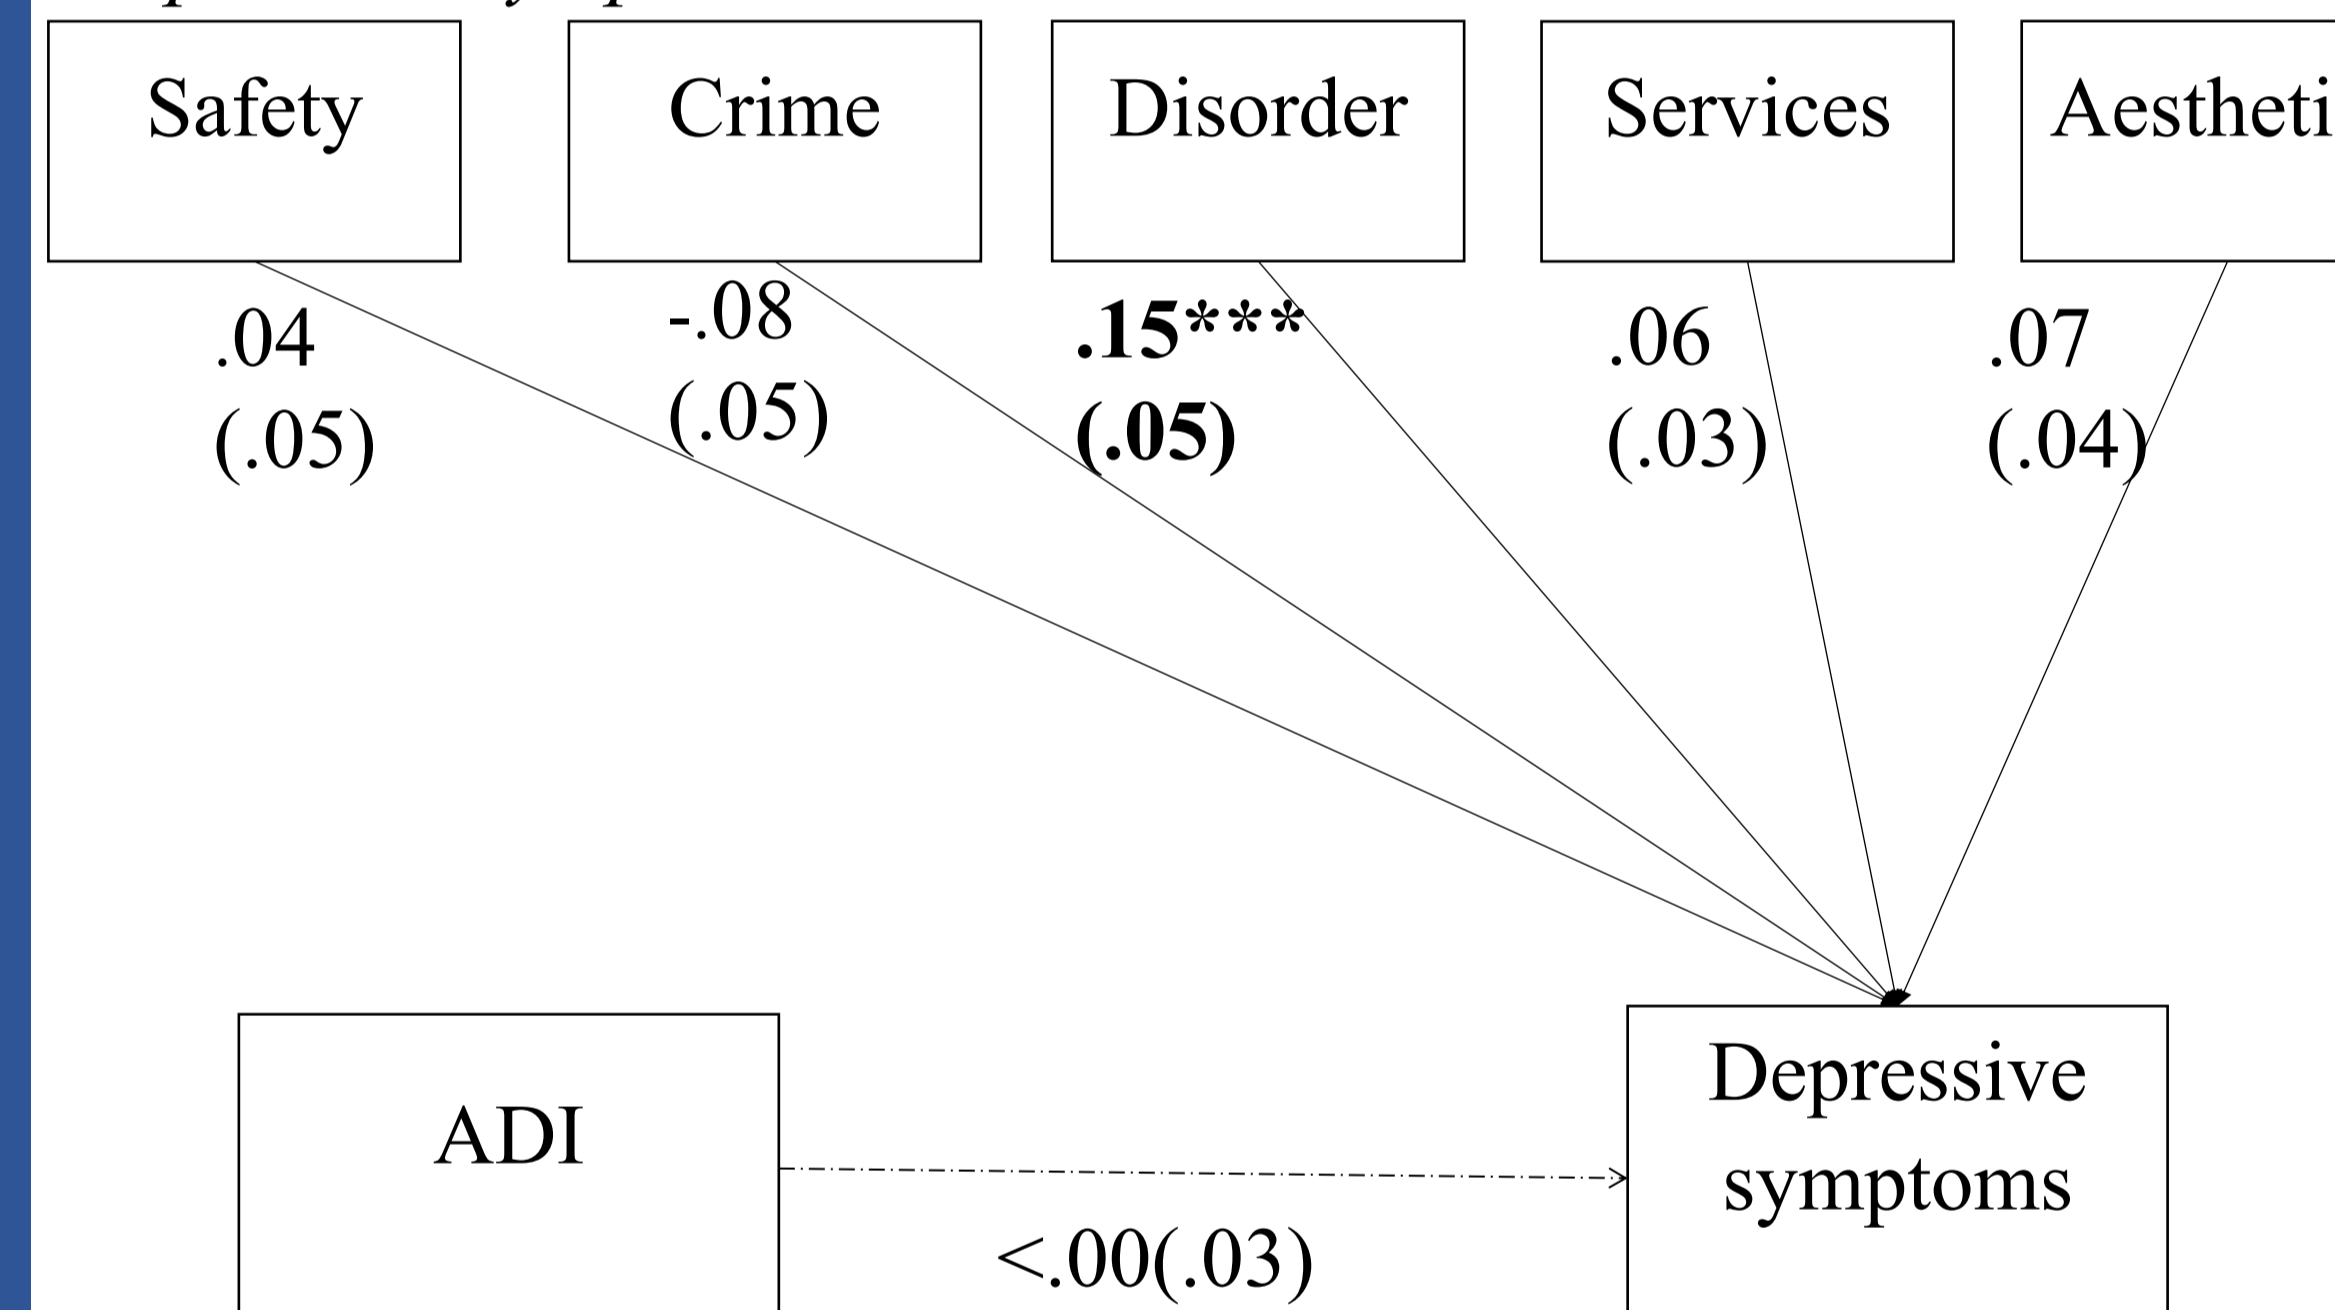 Safety
Crime
Disorder
Services
Aestheti
.04
(.05)
-.08
(.05)
.15***
(.05)
.06
(.03)
.07
(.04)
ADI
Depressive
symptoms
<.00(.03)